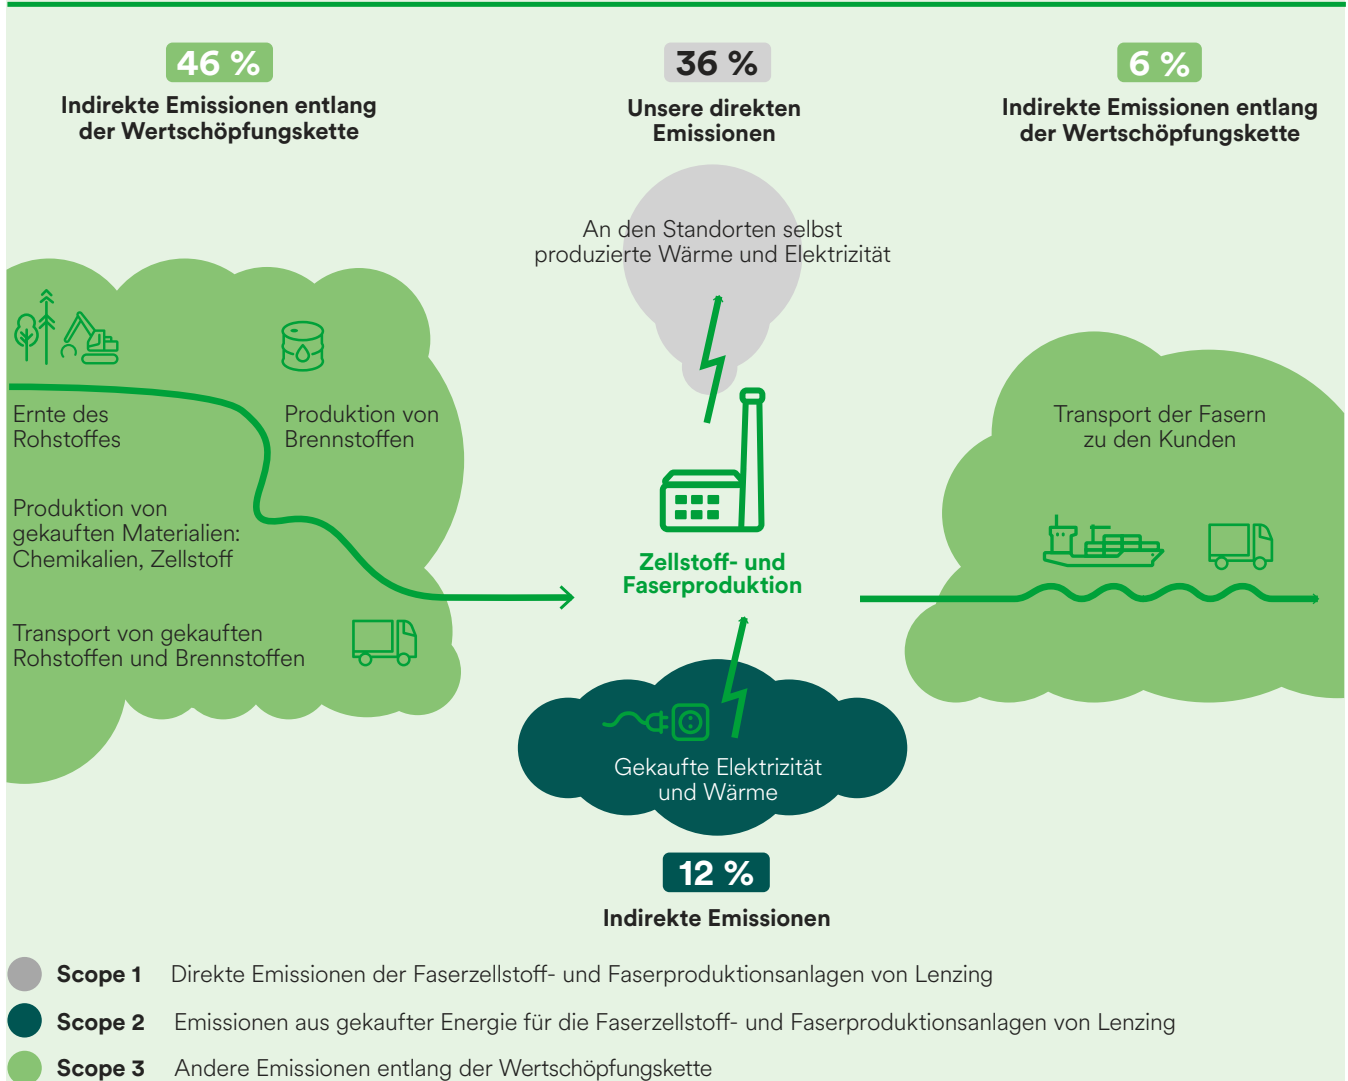 46 %
Indirekte Emissionen entlang
der Wertschöpfungskette
36 %
Unsere direkten
Emissionen
6 %
Indirekte Emissionen entlang
der Wertschöpfungskette
An den Standorten selbst
produzierte Wärme und Elektrizität
Ernte des
Rohstoffes
Produktion von
Brennstoffen
Produktion von
gekauften Materialien:
Chemikalien, Zellstoff
Transport von gekauften
Rohstoffen und Brennstoffen
Zellstoff- und
Faserproduktion
Transport der Fasern
zu den Kunden
Gekaufte Elektrizität
und Wärme
12 %
Indirekte Emissionen
Scope 1 Direkte Emissionen der Faserzellstoff- und Faserproduktionsanlagen von Lenzing
Scope 2 Emissionen aus gekaufter Energie für die Faserzellstoff- und Faserproduktionsanlagen von Lenzing
Scope 3 Andere Emissionen entlang der Wertschöpfungskette